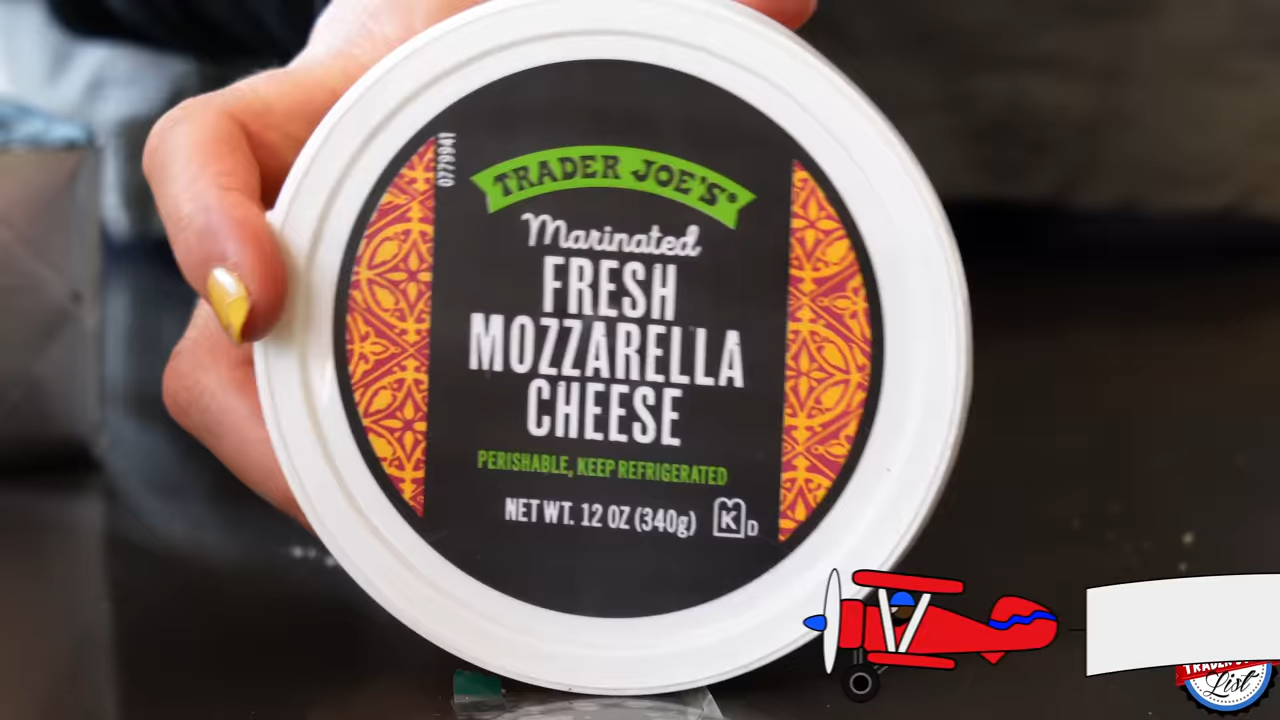 0779941
TRADER JOE'S®
Marinated
FRESH
MOZZARELLA
CHEESE
PERISHABLE, KEEP REFRIGERATED
NET WT. 12 OZ (340g)
K D
List